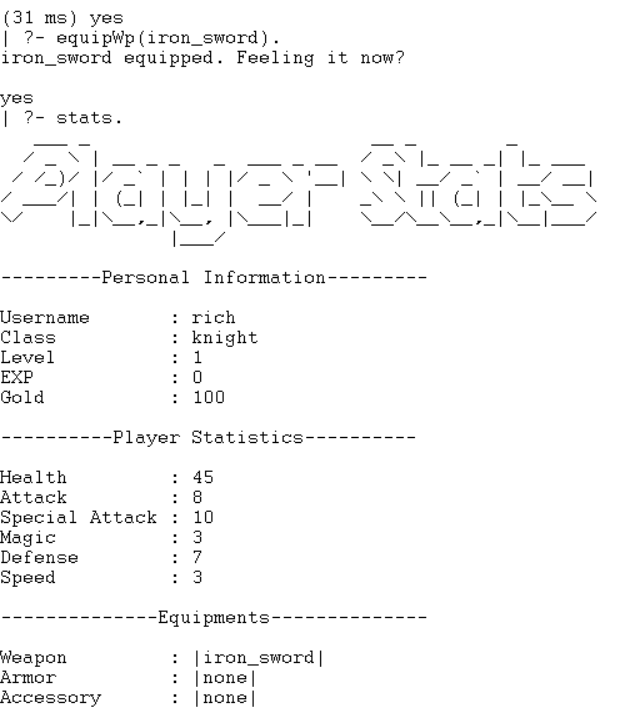 (31 ms) yes
| ?- equipWp(iron_sword).
iron_sword equipped. Feeling it now?
yes
| ?- stats.
Player Stats
---------Personal Information---------
Username : rich
Class : knight
Level : 1
EXP : 0
Gold : 100
----------Player Statistics----------
Health : 45
Attack : 8
Special Attack : 10
Magic : 3
Defense : 7
Speed : 3
--------------Equipments--------------
Weapon : |iron_sword|
Armor : |none|
Accessory : |none|